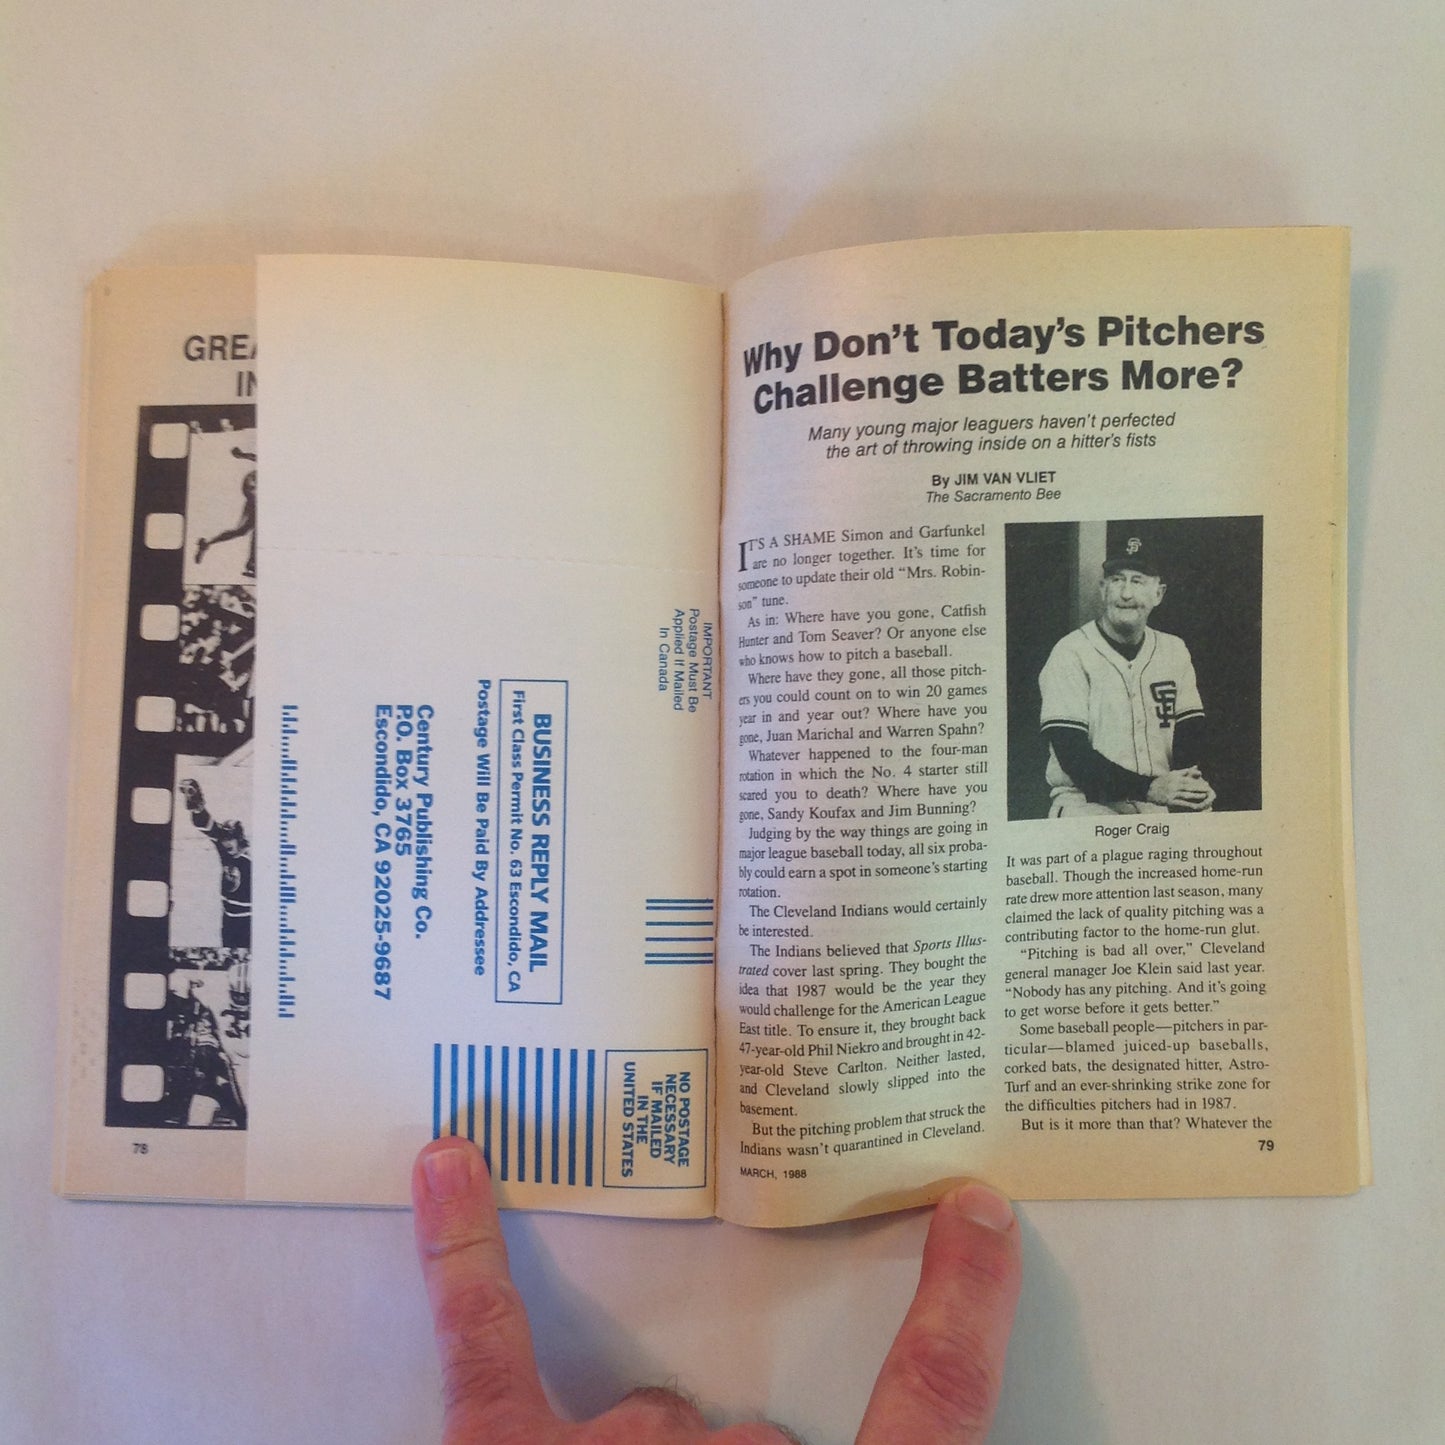 GREA
IN
78
IMPORTANT
Postage Must Be
Applied If Mailed
In Canada
BUSINESS REPLY MAIL
First Class Permit No. 63 Escondido, CA
Postage Will Be Paid By Addressee
Century Publishing Co.
P.O. Box 3765
Escondido, CA 92025-9687
NO POSTAGE
NECESSARY
IF MAILED
IN THE
UNITED STATES
Why Don't Today's Pitchers
Challenge Batters More?
Many young major leaguers haven't perfected
the art of throwing inside on a hitter's fists
By JIM VAN VLIET
The Sacramento Bee
IT'S A SHAME Simon and Garfunkel
are no longer together. It's time for
someone to update their old “Mrs. Robin-
son” tune.
As in: Where have you gone, Catfish
Hunter and Tom Seaver? Or anyone else
who knows how to pitch a baseball.
Where have they gone, all those pitch-
ers you could count on to win 20 games
year in and year out? Where have you
gone, Juan Marichal and Warren Spahn?
Whatever happened to the four-man
rotation in which the No. 4 starter still
scared you to death? Where have you
gone, Sandy Koufax and Jim Bunning?
Judging by the way things are going in
major league baseball today, all six proba-
bly could earn a spot in someone's starting
rotation.
The Cleveland Indians would certainly
be interested.
The Indians believed that Sports Illus-
trated cover last spring. They bought the
idea that 1987 would be the year they
would challenge for the American League
East title. To ensure it, they brought back
47-year-old Phil Niekro and brought in 42-
year-old Steve Carlton. Neither lasted,
and Cleveland slowly slipped into the
basement.
But the pitching problem that struck the
Indians wasn't quarantined in Cleveland.
MARCH, 1988
SF
SF
Roger Craig
It was part of a plague raging throughout
baseball. Though the increased home-run
rate drew more attention last season, many
claimed the lack of quality pitching was a
contributing factor to the home-run glut.
“Pitching is bad all over,” Cleveland
general manager Joe Klein said last year.
“Nobody has any pitching. And it's going
to get worse before it gets better.”
Some baseball people—pitchers in par-
ticular—blamed juiced-up baseballs,
corked bats, the designated hitter, Astro-
Turf and an ever-shrinking strike zone for
the difficulties pitchers had in 1987.
But is it more than that? Whatever the
79